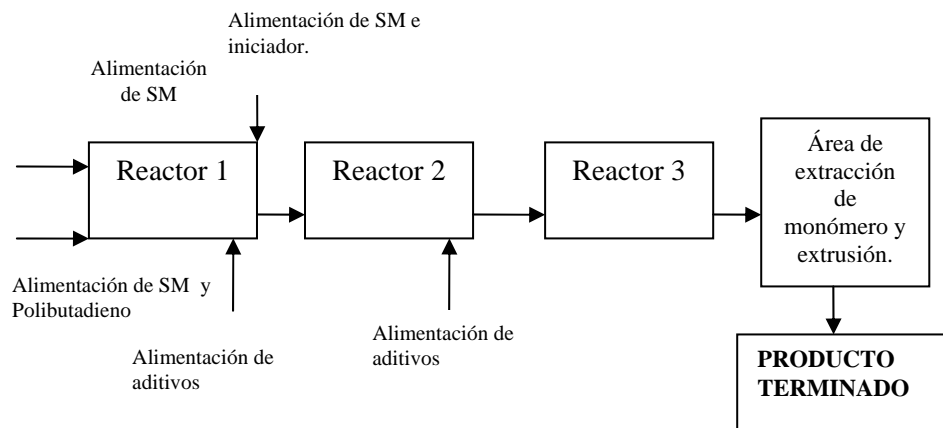 Alimentación de SM e
iniciador.
Alimentación
de SM
Reactor 1
Reactor 2
Reactor 3
Área de
extracción
de
monómero y
extrusión.
Alimentación de SM y
Polibutadieno
Alimentación de
aditivos
Alimentación de
aditivos
PRODUCTO
TERMINADO